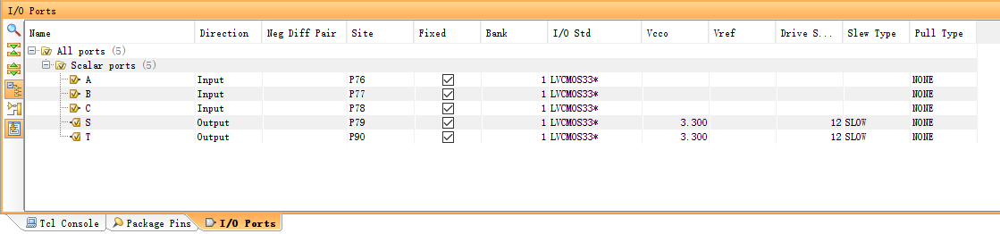 I/O Ports
Name Direction Neg Diff Pair Site Fixed Bank I/O Std Vcco Vref Drive S... Slew Type Pull Type
All ports (5)
Scalar ports (5)
A Input P76 1 LVCMOS33* NONE
B Input P77 1 LVCMOS33* NONE
C Input P78 1 LVCMOS33* NONE
S Output P79 1 LVCMOS33* 3.300 12 SLOW NONE
T Output P90 1 LVCMOS33* 3.300 12 SLOW NONE
Tcl Console Package Pins I/O Ports